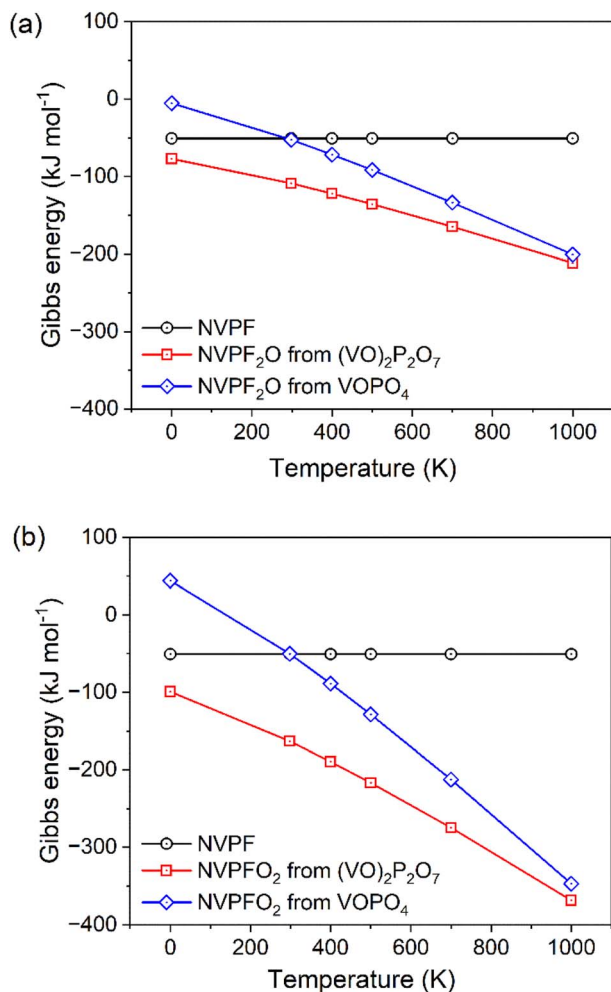 (a)
Gibbs energy (kJ mol⁻¹)
100
0
−100
−200
−300
−400
NVPF
NVPF₂O from (VO)₂P₂O₇
NVPF₂O from VOPO₄
0 200 400 600 800 1000
Temperature (K)
(b)
Gibbs energy (kJ mol⁻¹)
100
0
−100
−200
−300
−400
NVPF
NVPFO₂ from (VO)₂P₂O₇
NVPFO₂ from VOPO₄
0 200 400 600 800 1000
Temperature (K)